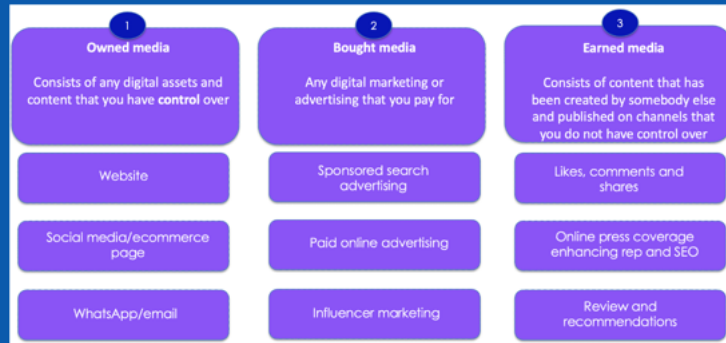 1
Owned media
Consists of any digital assets and
content that you have control over
Website
Social media/ecommerce
page
WhatsApp/email
2
Bought media
Any digital marketing or
advertising that you pay for
Sponsored search
advertising
Paid online advertising
Influencer marketing
3
Earned media
Consists of content that has
been created by somebody else
and published on channels that
you do not have control over
Likes, comments and
shares
Online press coverage
enhancing rep and SEO
Review and
recommendations